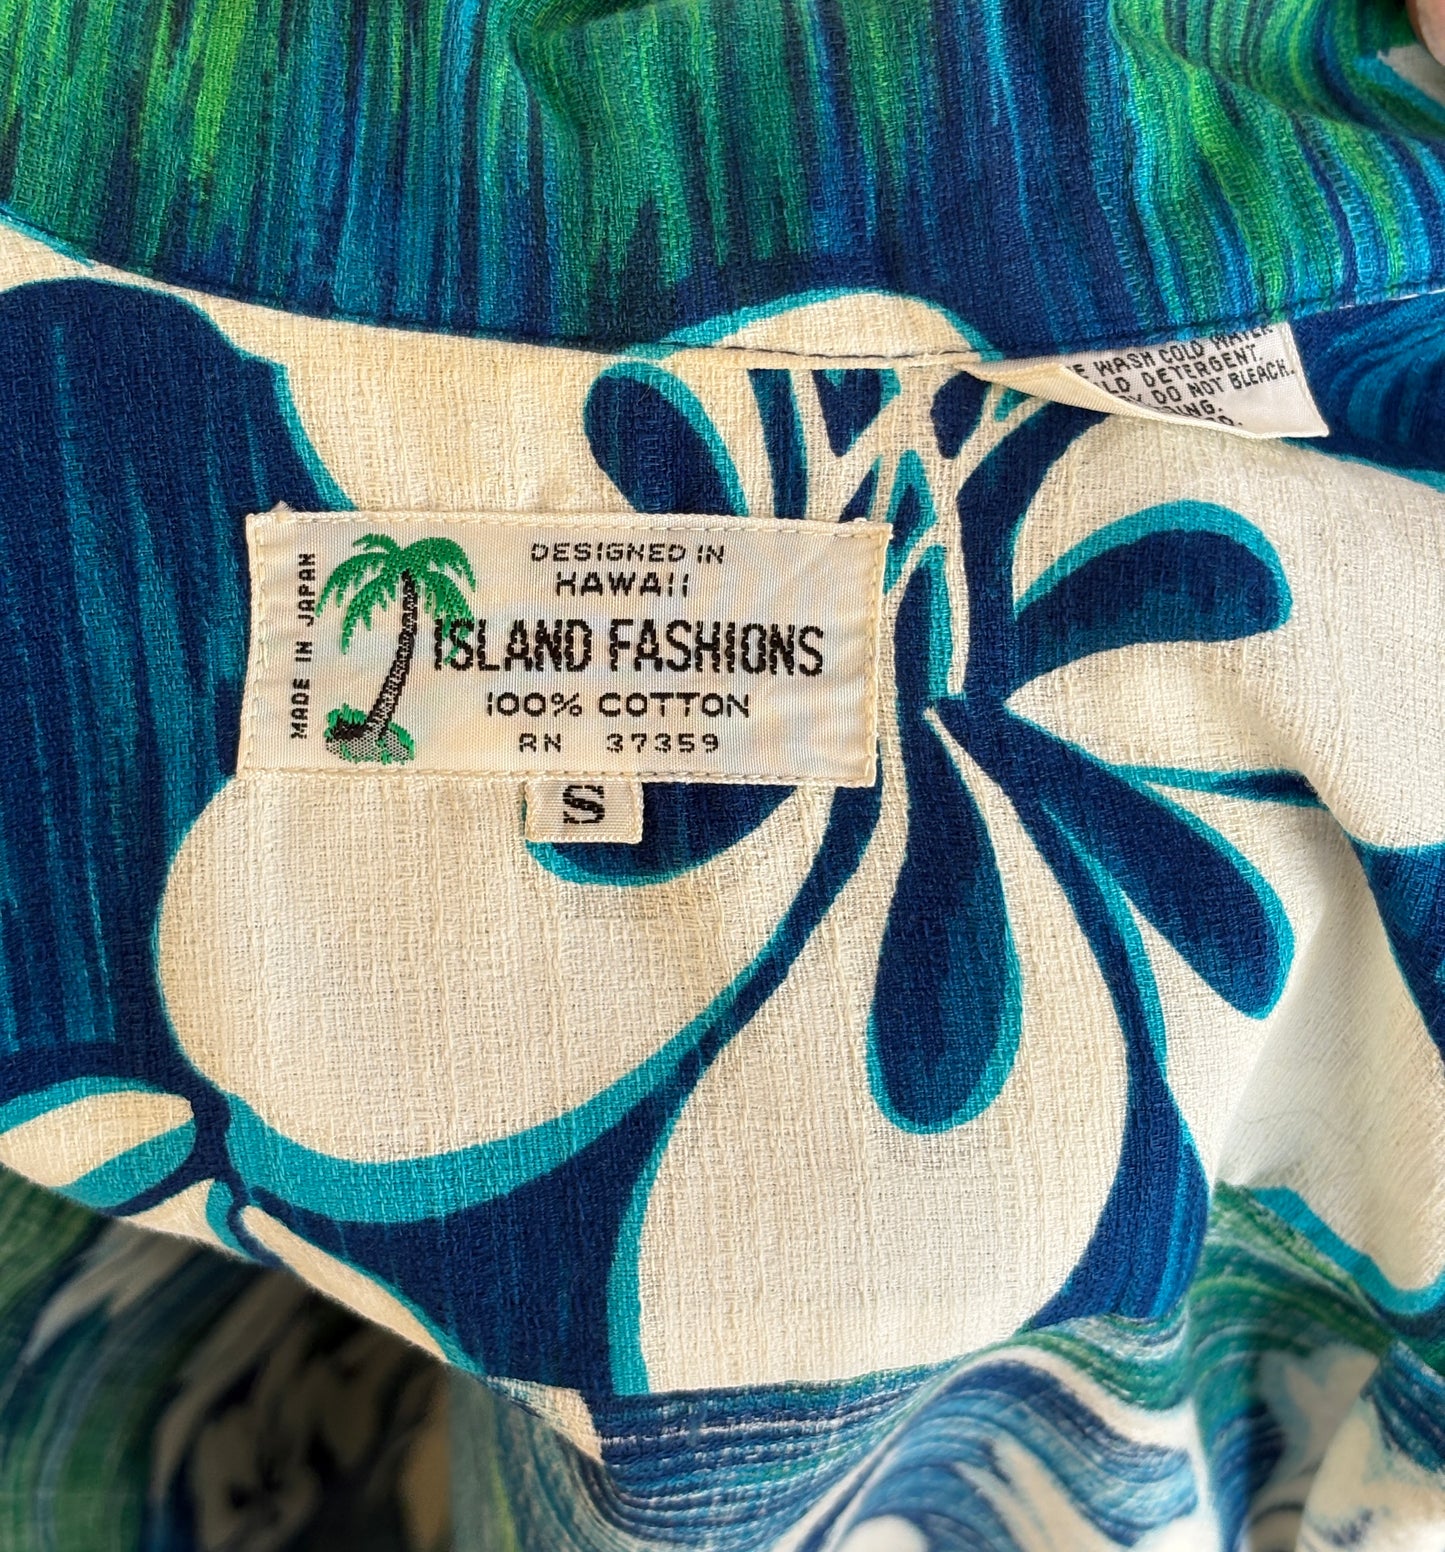 MADE IN JAPAN
DESIGNED IN
HAWAII
ISLAND FASHIONS
100% COTTON
RN 37359
S
WASH COLD WATER
DETERGENT.
DO NOT BLEACH.